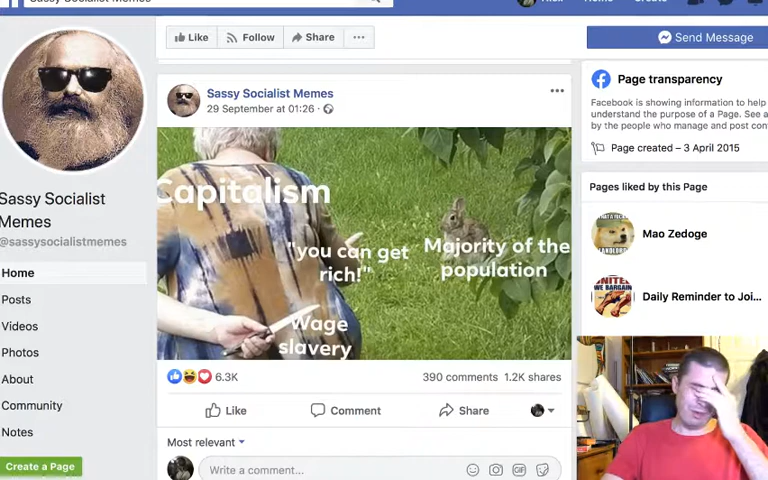 Sassy Socialist Memes
Like
Follow
Share
Send Message
Sassy Socialist Memes
29 September at 01:26
Capitalism
"you can get
rich!"
Majority of the
population
Wage
slavery
6.3K
390 comments 1.2K shares
Like
Comment
Share
Most relevant
Write a comment...
GIF
Sassy Socialist
Memes
@sassysocialistmemes
Home
Posts
Videos
Photos
About
Community
Notes
Create a Page
Page transparency
Facebook is showing information to help
understand the purpose of a Page. See a
by the people who manage and post con
Page created – 3 April 2015
Pages liked by this Page
Mao Zedoge
Daily Reminder to Joi...